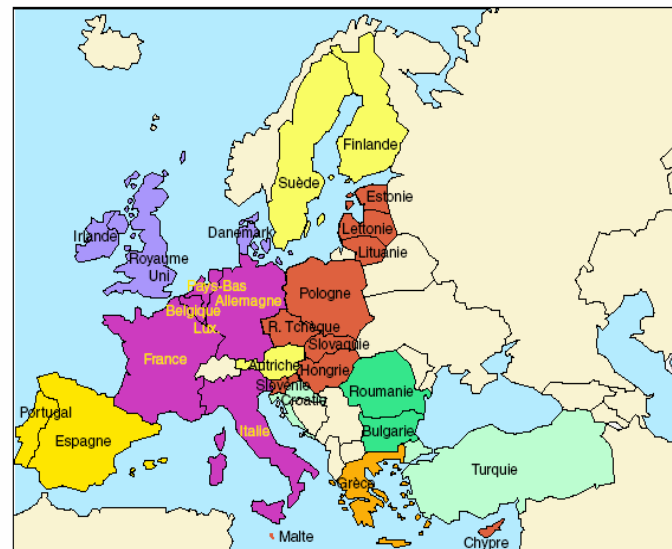 Finlande
Suède
Estonie
Lettonie
Lituanie
Danemark
Irlande
Royaume
Uni
Pays-Bas
Allemagne
Belgique
Lux.
Pologne
R. Tchèque
Slovaquie
France
Autriche
Hongrie
Slovénie
Croatie
Roumanie
Portugal
Espagne
Italie
Bulgarie
Grèce
Turquie
Malte
Chypre